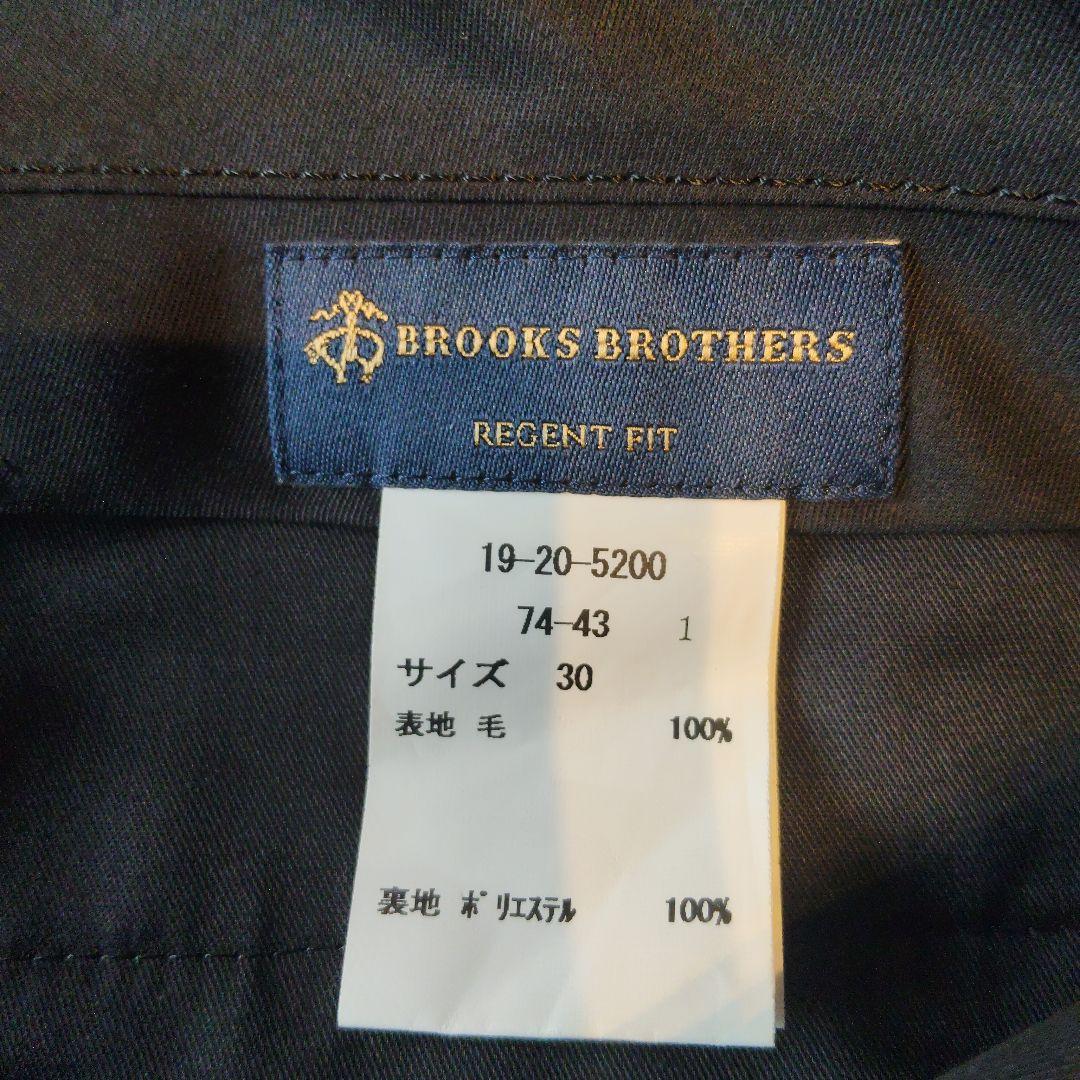 BROOKS BROTHERS
REGENT FIT
19-20-5200
74-43 1
サイズ 30
表地 毛 100%
裏地 ポリエステル 100%